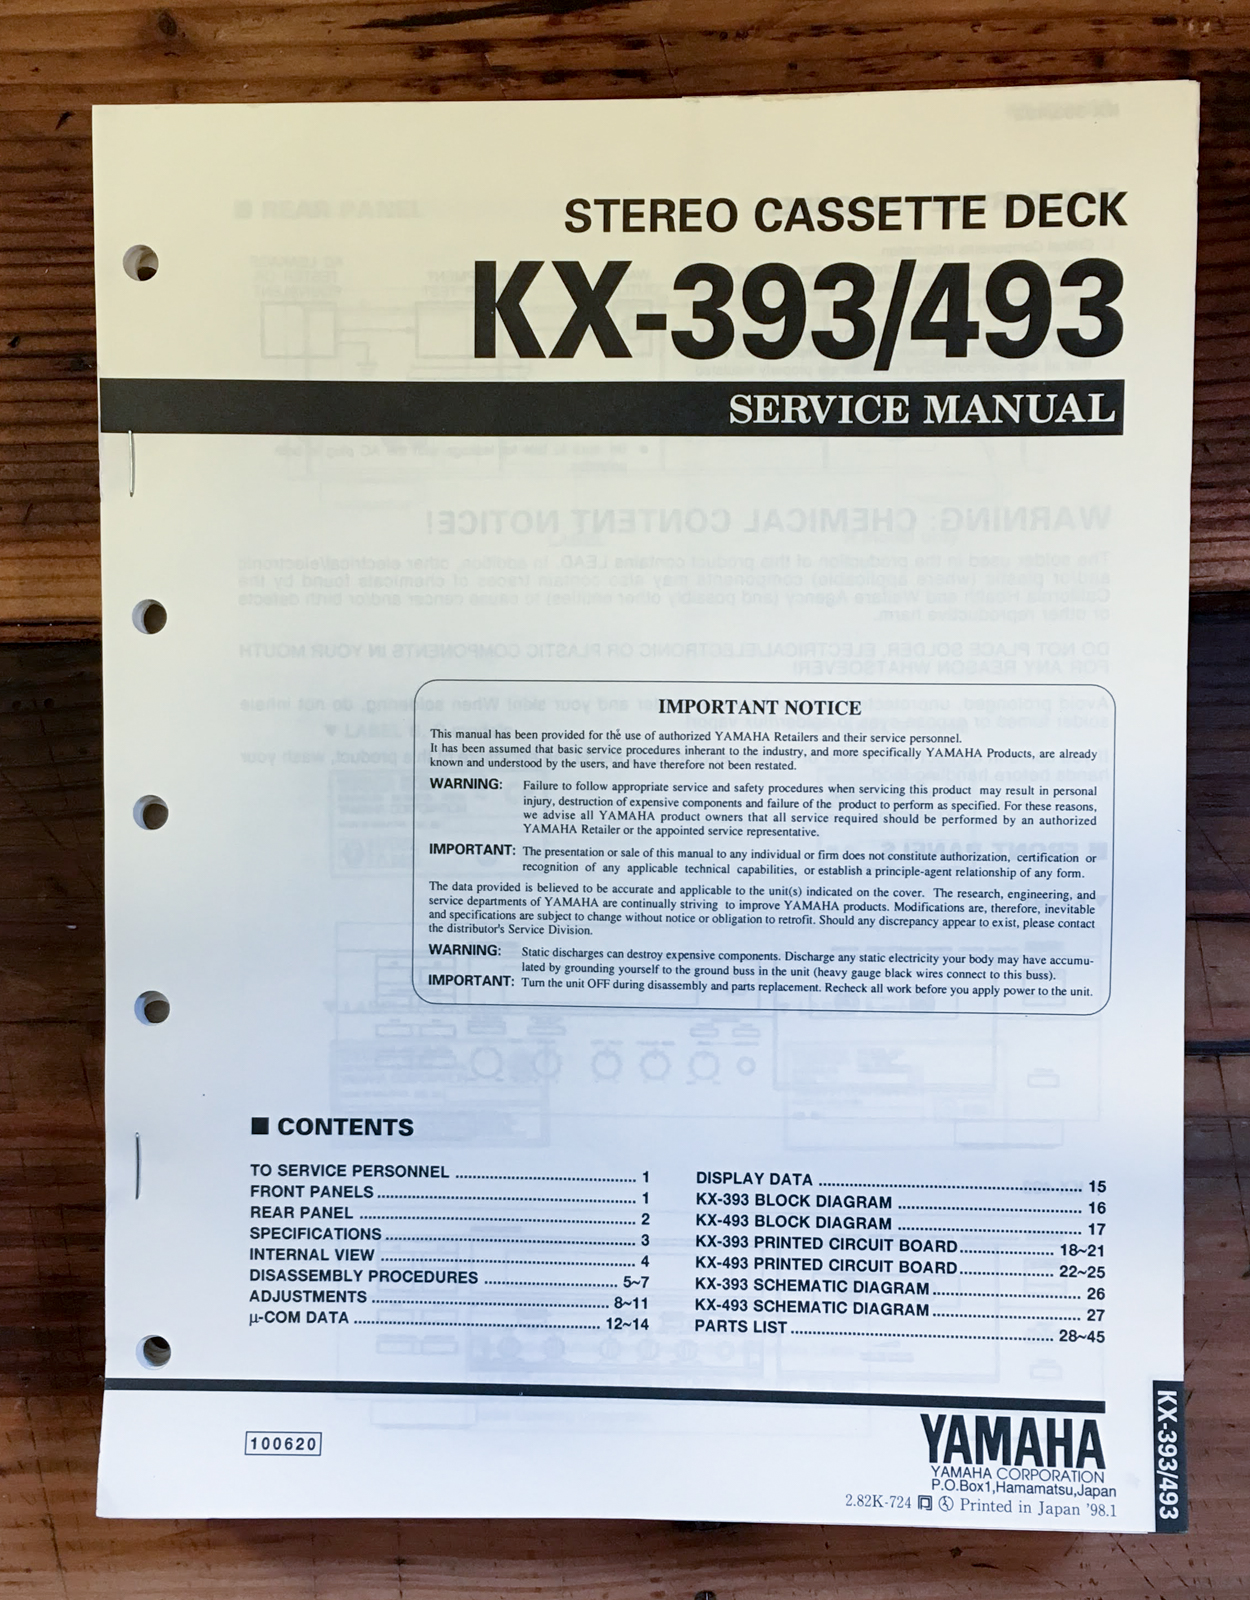 STEREO CASSETTE DECK
KX-393/493
SERVICE MANUAL
WARNING: CHEMICAL CONTENT NOTICE!
IMPORTANT NOTICE
This manual has been provided for the use of authorized YAMAHA Retailers and their service personnel.
It has been assumed that basic service procedures inherant to the industry, and more specifically YAMAHA Products, are already
known and understood by the users, and have therefore not been restated.
WARNING: Failure to follow appropriate service and safety procedures when servicing this product may result in personal
injury, destruction of expensive components and failure of the product to perform as specified. For these reasons,
we advise all YAMAHA product owners that all service required should be performed by an authorized
YAMAHA Retailer or the appointed service representative.
IMPORTANT: The presentation or sale of this manual to any individual or firm does not constitute authorization, certification or
recognition of any applicable technical capabilities, or establish a principle-agent relationship of any form.
The data provided is believed to be accurate and applicable to the unit(s) indicated on the cover. The research, engineering, and
service departments of YAMAHA are continually striving to improve YAMAHA products. Modifications are, therefore, inevitable
and specifications are subject to change without notice or obligation to retrofit. Should any discrepancy appear to exist, please contact
the distributor's Service Division.
WARNING: Static discharges can destroy expensive components. Discharge any static electricity your body may have accumu-
lated by grounding yourself to the ground buss in the unit (heavy gauge black wires connect to this buss).
IMPORTANT: Turn the unit OFF during disassembly and parts replacement. Recheck all work before you apply power to the unit.
■ CONTENTS
TO SERVICE PERSONNEL ........ 1
FRONT PANELS ........ 1
REAR PANEL ........ 2
SPECIFICATIONS ........ 3
INTERNAL VIEW ........ 4
DISASSEMBLY PROCEDURES ........ 5~7
ADJUSTMENTS ........ 8~11
µ-COM DATA ........ 12~14
DISPLAY DATA ........ 15
KX-393 BLOCK DIAGRAM ........ 16
KX-493 BLOCK DIAGRAM ........ 17
KX-393 PRINTED CIRCUIT BOARD ........ 18~21
KX-493 PRINTED CIRCUIT BOARD ........ 22~25
KX-393 SCHEMATIC DIAGRAM ........ 26
KX-493 SCHEMATIC DIAGRAM ........ 27
PARTS LIST ........ 28~45
100620
YAMAHA
YAMAHA CORPORATION
P.O.Box1,Hamamatsu,Japan
2.82K-724 Printed in Japan '98.1
KX-393/493